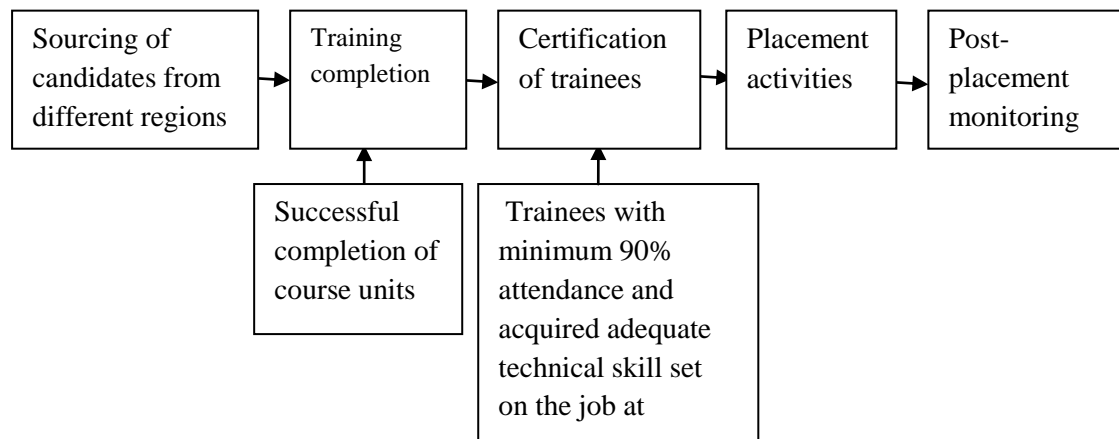 Sourcing of
candidates from
different regions
Training
completion
Certification
of trainees
Placement
activities
Post-
placement
monitoring
Successful
completion of
course units
Trainees with
minimum 90%
attendance and
acquired adequate
technical skill set
on the job at